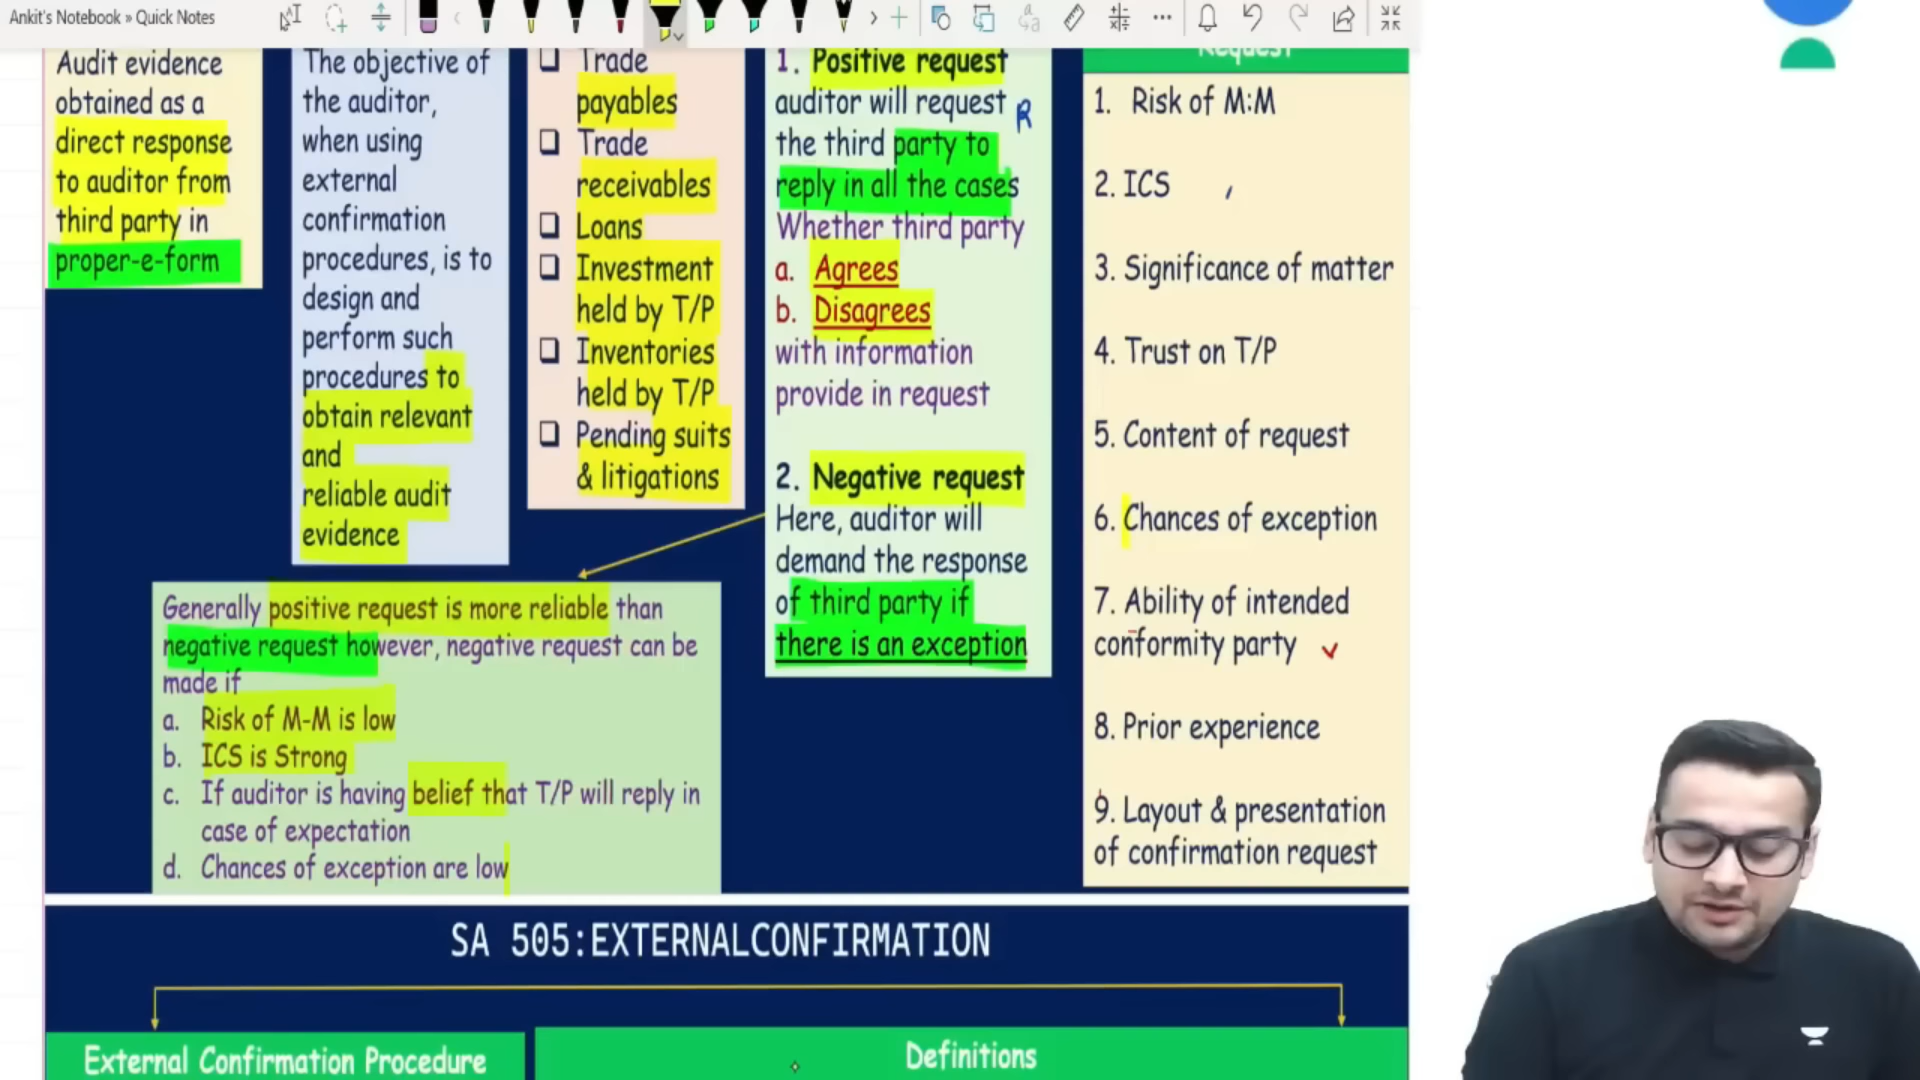 Ankit's Notebook » Quick Notes
Audit evidence
obtained as a
direct response
to auditor from
third party in
proper-e-form
The objective of
the auditor,
when using
external
confirmation
procedures, is to
design and
perform such
procedures to
obtain relevant
and
reliable audit
evidence
❑ Trade
payables
❑ Trade
receivables
❑ Loans
❑ Investment
held by T/P
❑ Inventories
held by T/P
❑ Pending suits
& litigations
1. Positive request
auditor will request R
the third party to
reply in all the cases
Whether third party
a. Agrees
b. Disagrees
with information
provide in request
2. Negative request
Here, auditor will
demand the response
of third party if
there is an exception
Request
1. Risk of M:M
2. ICS
3. Significance of matter
4. Trust on T/P
5. Content of request
6. Chances of exception
7. Ability of intended
conformity party
8. Prior experience
9. Layout & presentation
of confirmation request
Generally positive request is more reliable than
negative request however, negative request can be
made if
a. Risk of M-M is low
b. ICS is Strong
c. If auditor is having belief that T/P will reply in
case of expectation
d. Chances of exception are low
SA 505:EXTERNALCONFIRMATION
External Confirmation Procedure
Definitions